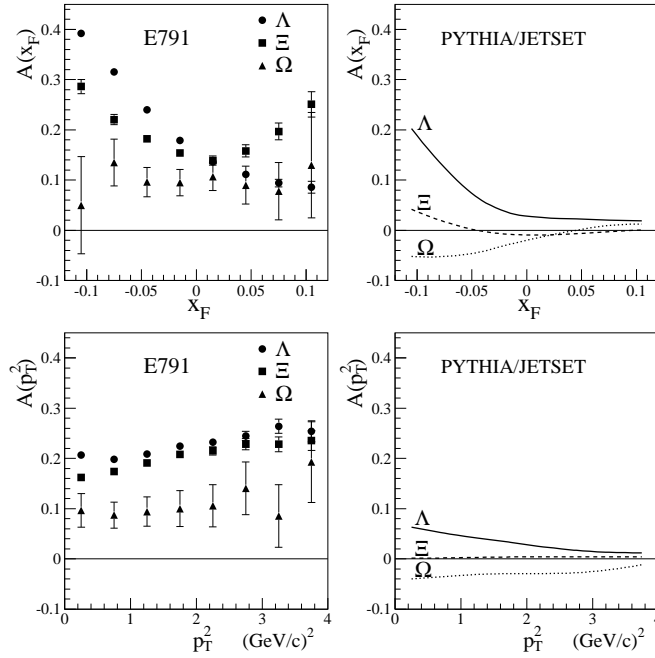 E791
Λ
Ξ
Ω
A(x_F)
0.4
0.3
0.2
0.1
0
-0.1
-0.1 -0.05 0 0.05 0.1
x_F
PYTHIA/JETSET
A(x_F)
0.4
0.3
0.2
0.1
0
-0.1
Λ
Ξ
Ω
-0.1 -0.05 0 0.05 0.1
x_F
E791
Λ
Ξ
Ω
A(p_T^2)
0.4
0.3
0.2
0.1
0
-0.1
0 1 2 3 4
p_T^2 (GeV/c)^2
PYTHIA/JETSET
A(p_T^2)
0.4
0.3
0.2
0.1
0
-0.1
Λ
Ξ
Ω
0 1 2 3 4
p_T^2 (GeV/c)^2